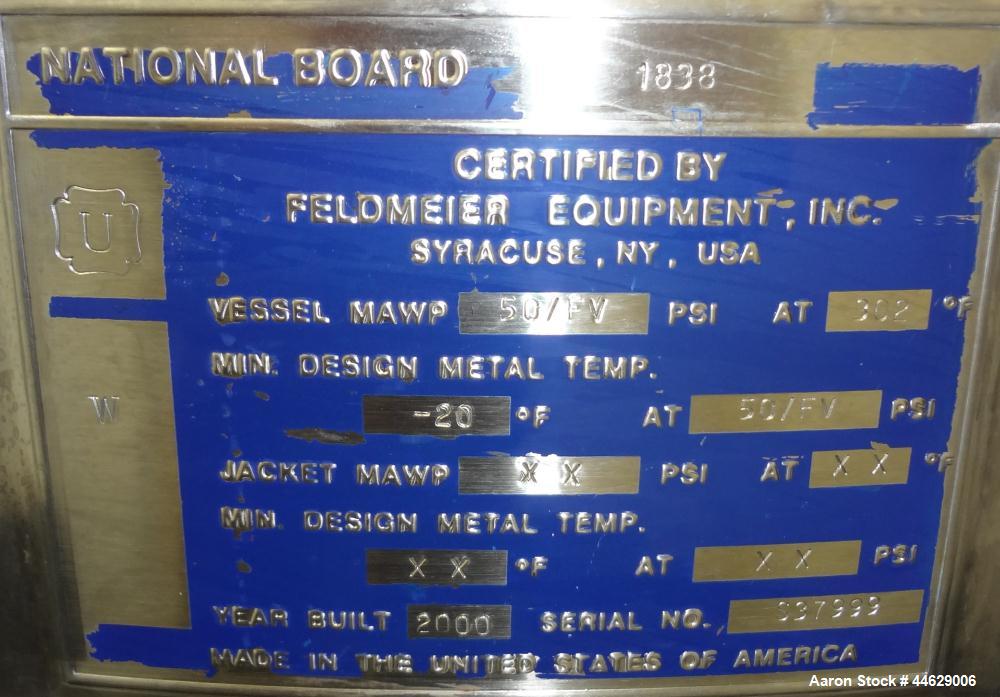 NATIONAL BOARD 1838
CERTIFIED BY
U
FELDMEIER EQUIPMENT, INC.
SYRACUSE, NY, USA
VESSEL MAWP 50/FV PSI AT 302 °F
MIN. DESIGN METAL TEMP.
W
-20 °F AT 50/FV PSI
JACKET MAWP X X PSI AT X X °F
MIN. DESIGN METAL TEMP.
X X °F AT X X PSI
YEAR BUILT 2000 SERIAL NO. S37999
MADE IN THE UNITED STATES OF AMERICA
Aaron Stock # 44629006